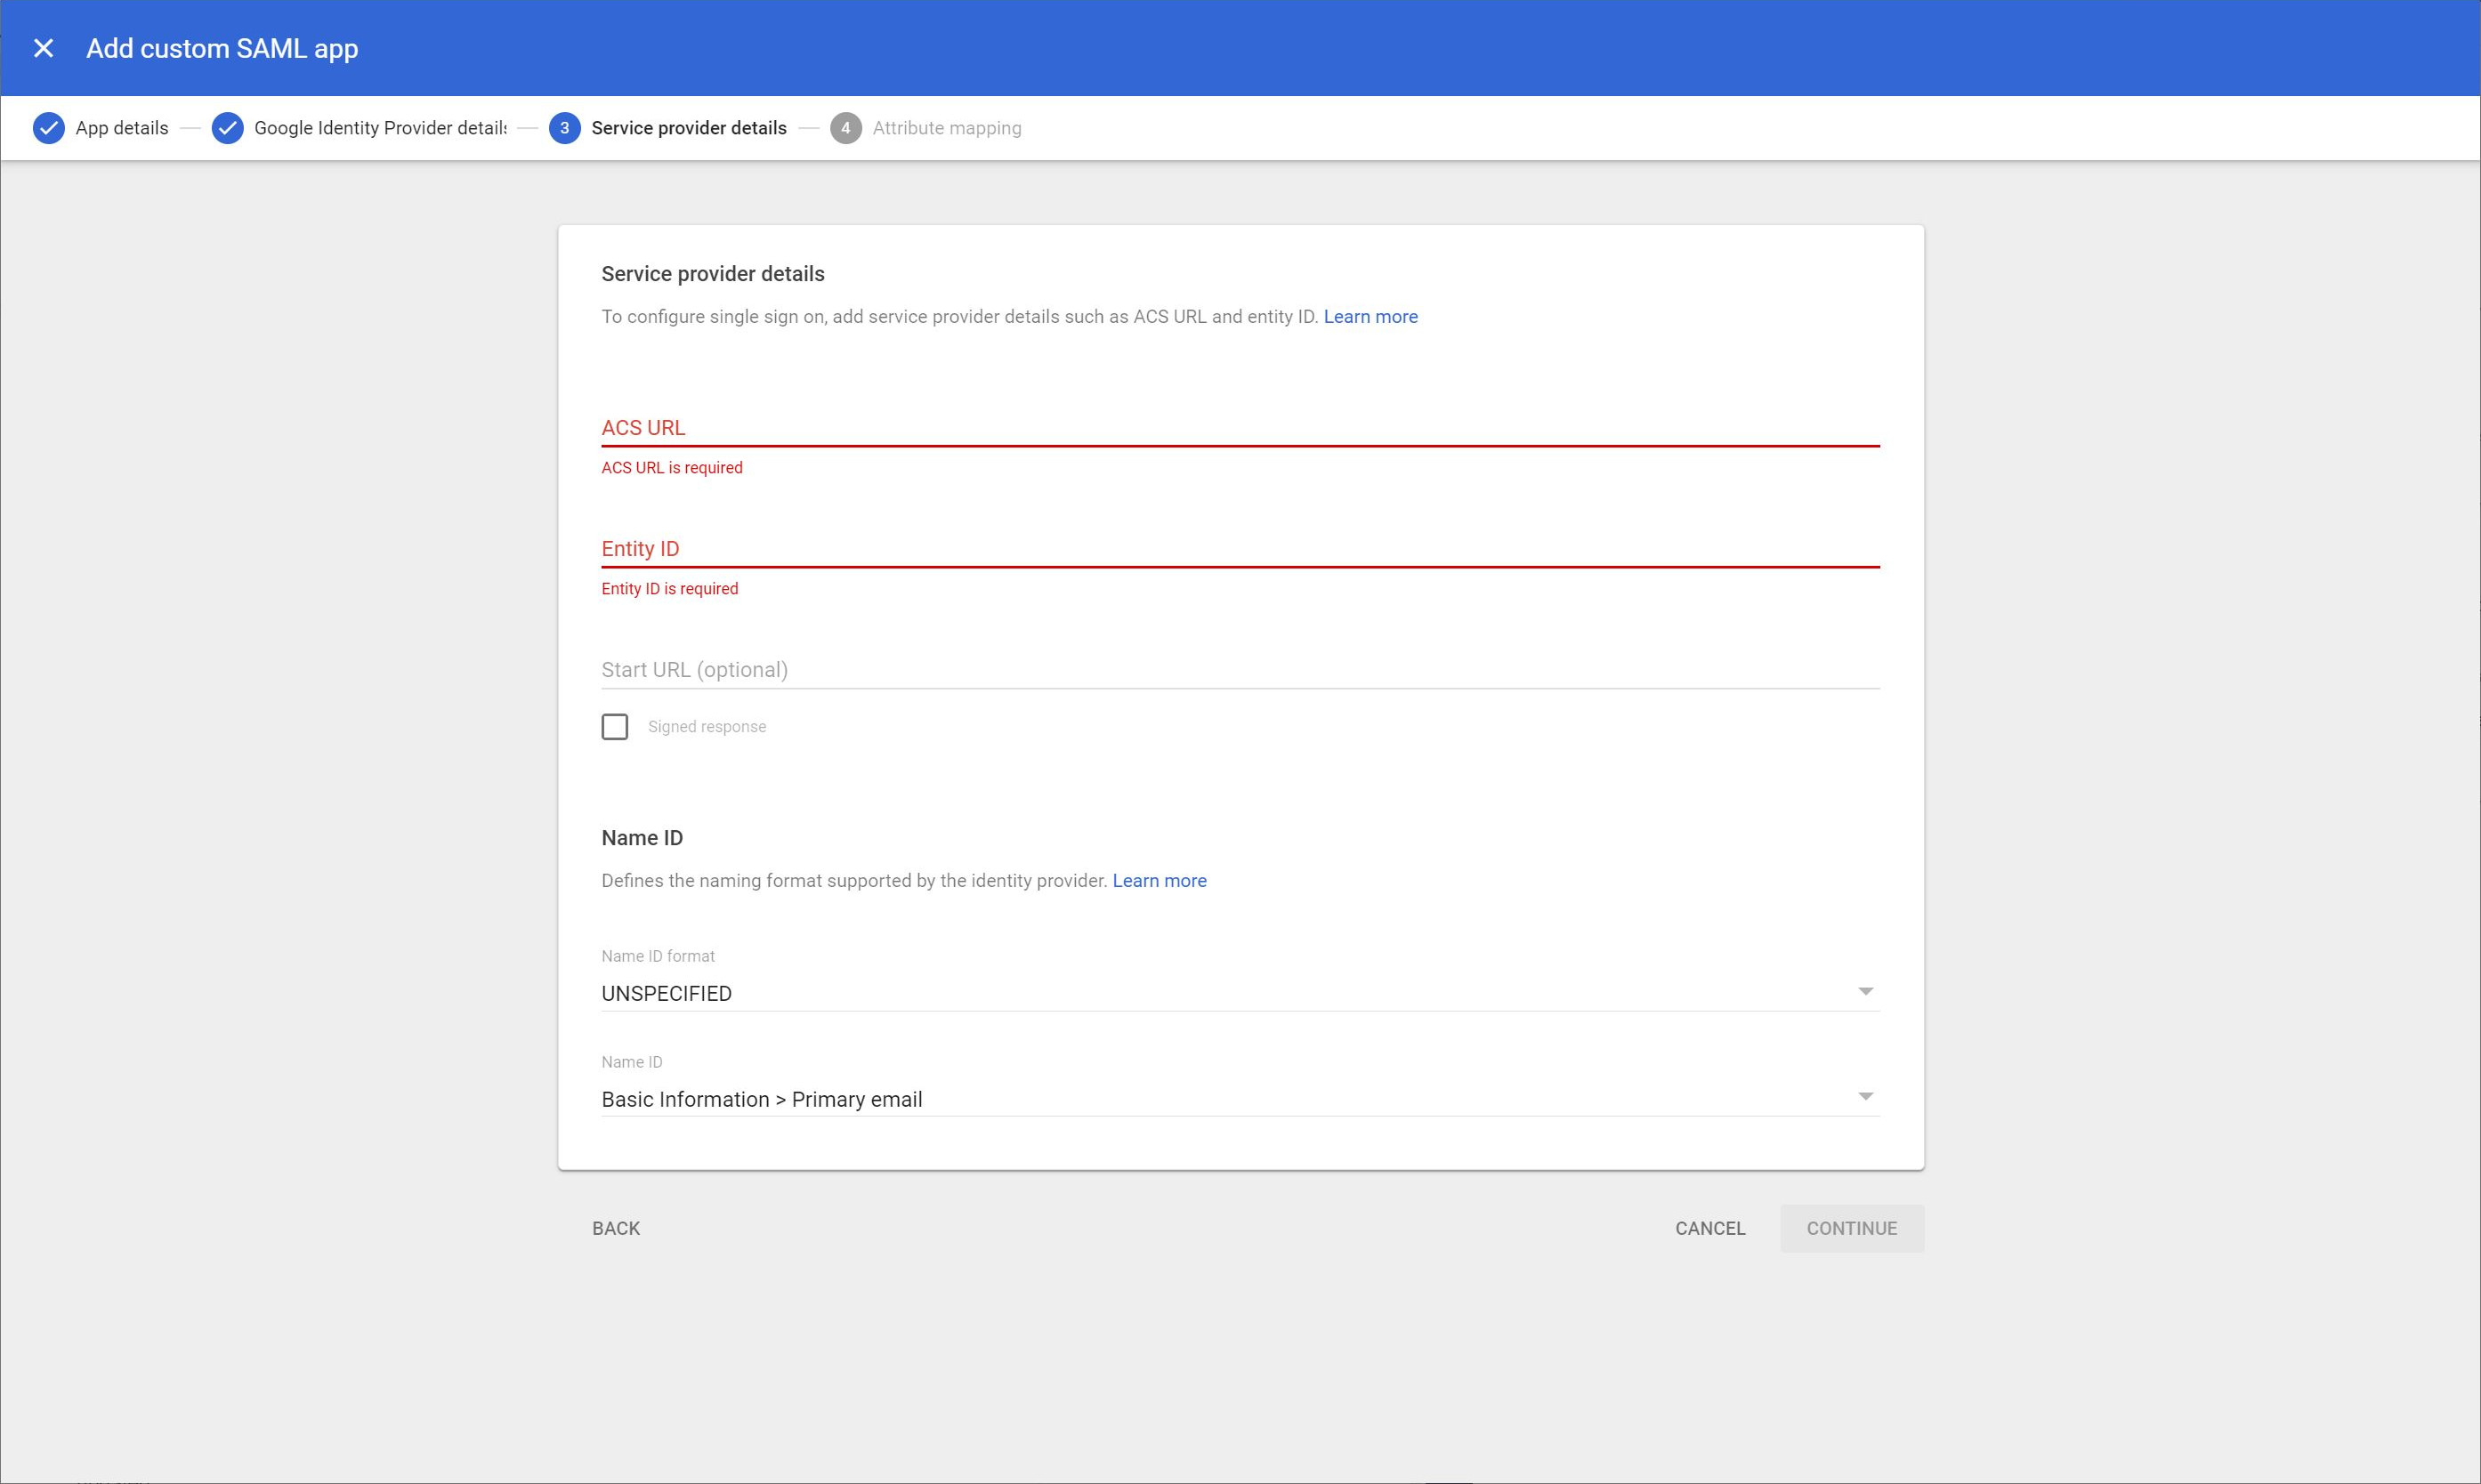 Add custom SAML app
App details
Google Identity Provider details
3
Service provider details
4
Attribute mapping
Service provider details
To configure single sign on, add service provider details such as ACS URL and entity ID. Learn more
ACS URL
ACS URL is required
Entity ID
Entity ID is required
Start URL (optional)
Signed response
Name ID
Defines the naming format supported by the identity provider. Learn more
Name ID format
UNSPECIFIED
Name ID
Basic Information > Primary email
BACK
CANCEL
CONTINUE